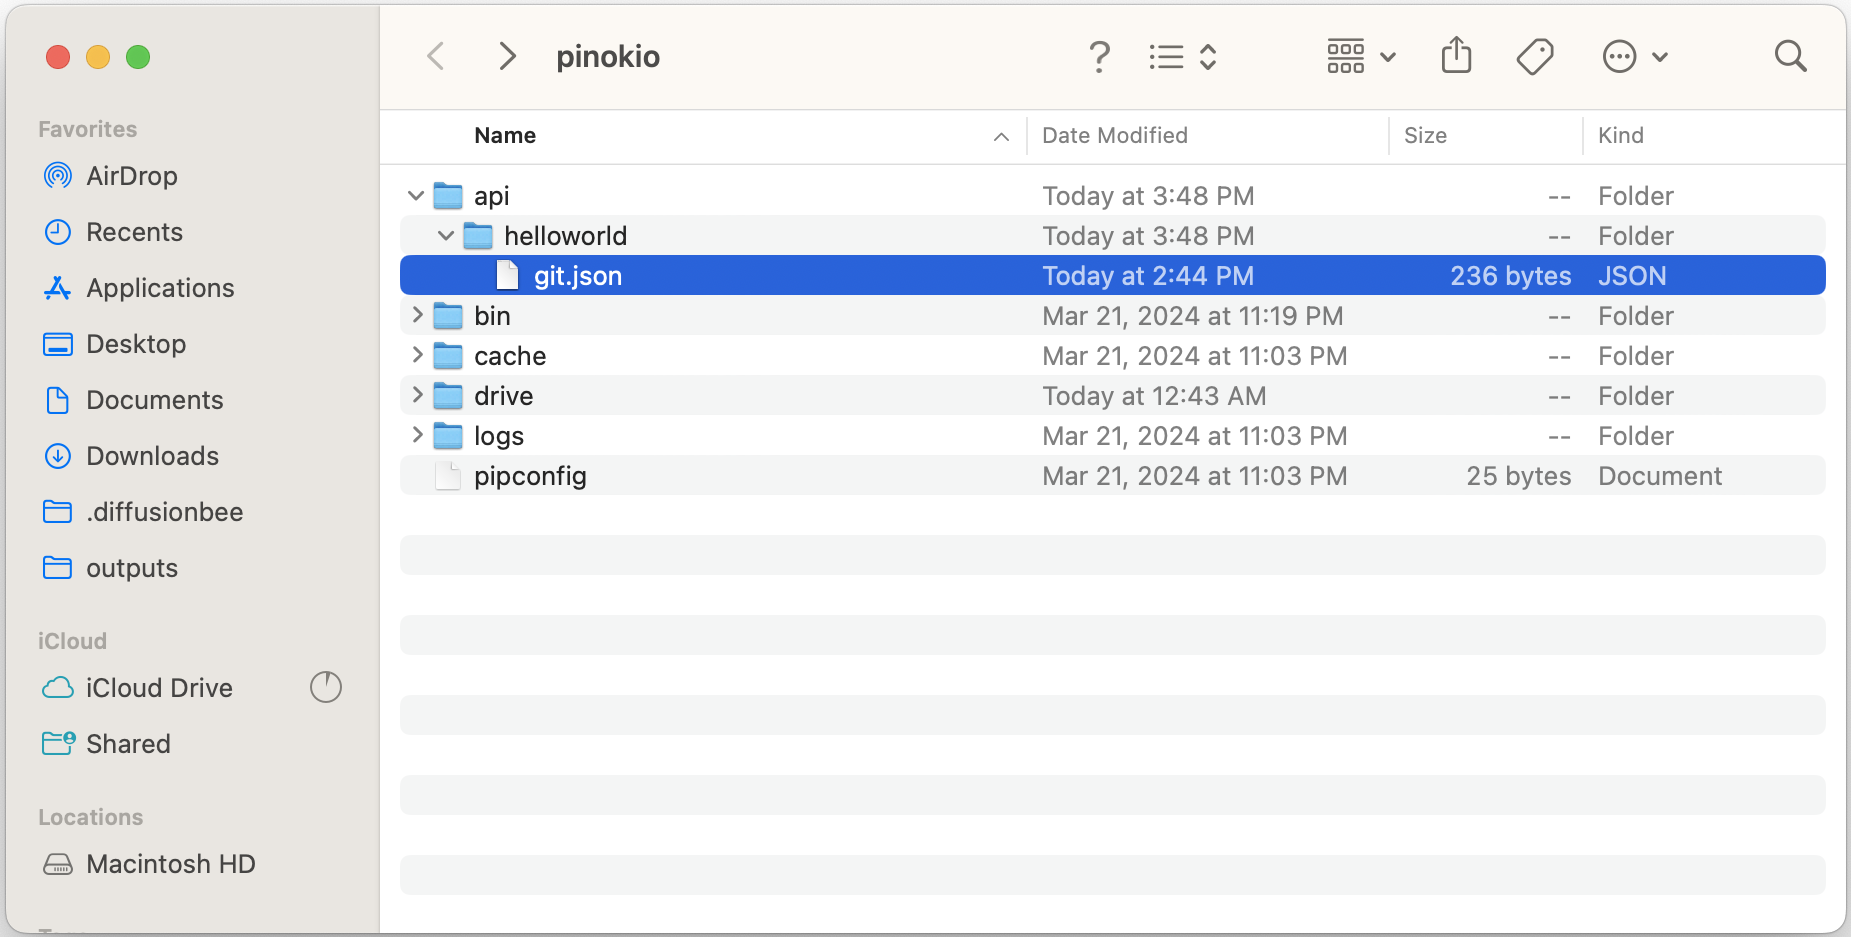 pinokio
Favorites
AirDrop
Recents
Applications
Desktop
Documents
Downloads
.diffusionbee
outputs
iCloud
iCloud Drive
Shared
Locations
Macintosh HD
Name Date Modified Size Kind
api Today at 3:48 PM -- Folder
helloworld Today at 3:48 PM -- Folder
git.json Today at 2:44 PM 236 bytes JSON
bin Mar 21, 2024 at 11:19 PM -- Folder
cache Mar 21, 2024 at 11:03 PM -- Folder
drive Today at 12:43 AM -- Folder
logs Mar 21, 2024 at 11:03 PM -- Folder
pipconfig Mar 21, 2024 at 11:03 PM 25 bytes Document